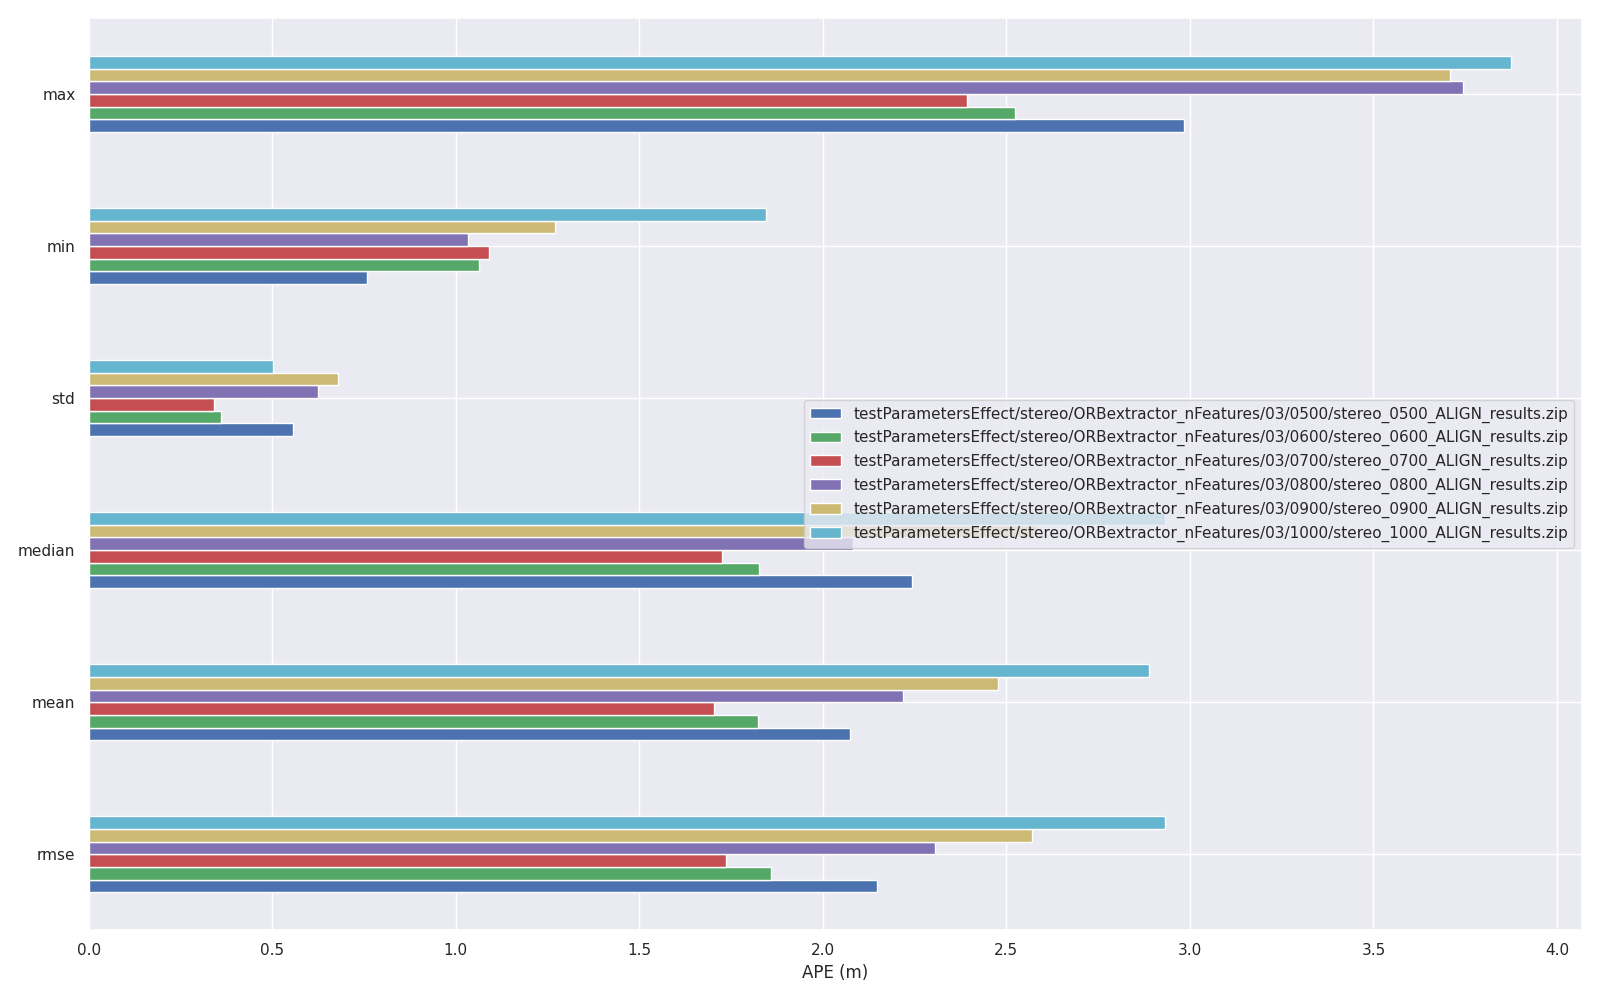 max
min
std
median
mean
rmse
testParametersEffect/stereo/ORBextractor_nFeatures/03/0500/stereo_0500_ALIGN_results.zip
testParametersEffect/stereo/ORBextractor_nFeatures/03/0600/stereo_0600_ALIGN_results.zip
testParametersEffect/stereo/ORBextractor_nFeatures/03/0700/stereo_0700_ALIGN_results.zip
testParametersEffect/stereo/ORBextractor_nFeatures/03/0800/stereo_0800_ALIGN_results.zip
testParametersEffect/stereo/ORBextractor_nFeatures/03/0900/stereo_0900_ALIGN_results.zip
testParametersEffect/stereo/ORBextractor_nFeatures/03/1000/stereo_1000_ALIGN_results.zip
0.0 0.5 1.0 1.5 2.0 2.5 3.0 3.5 4.0
APE (m)